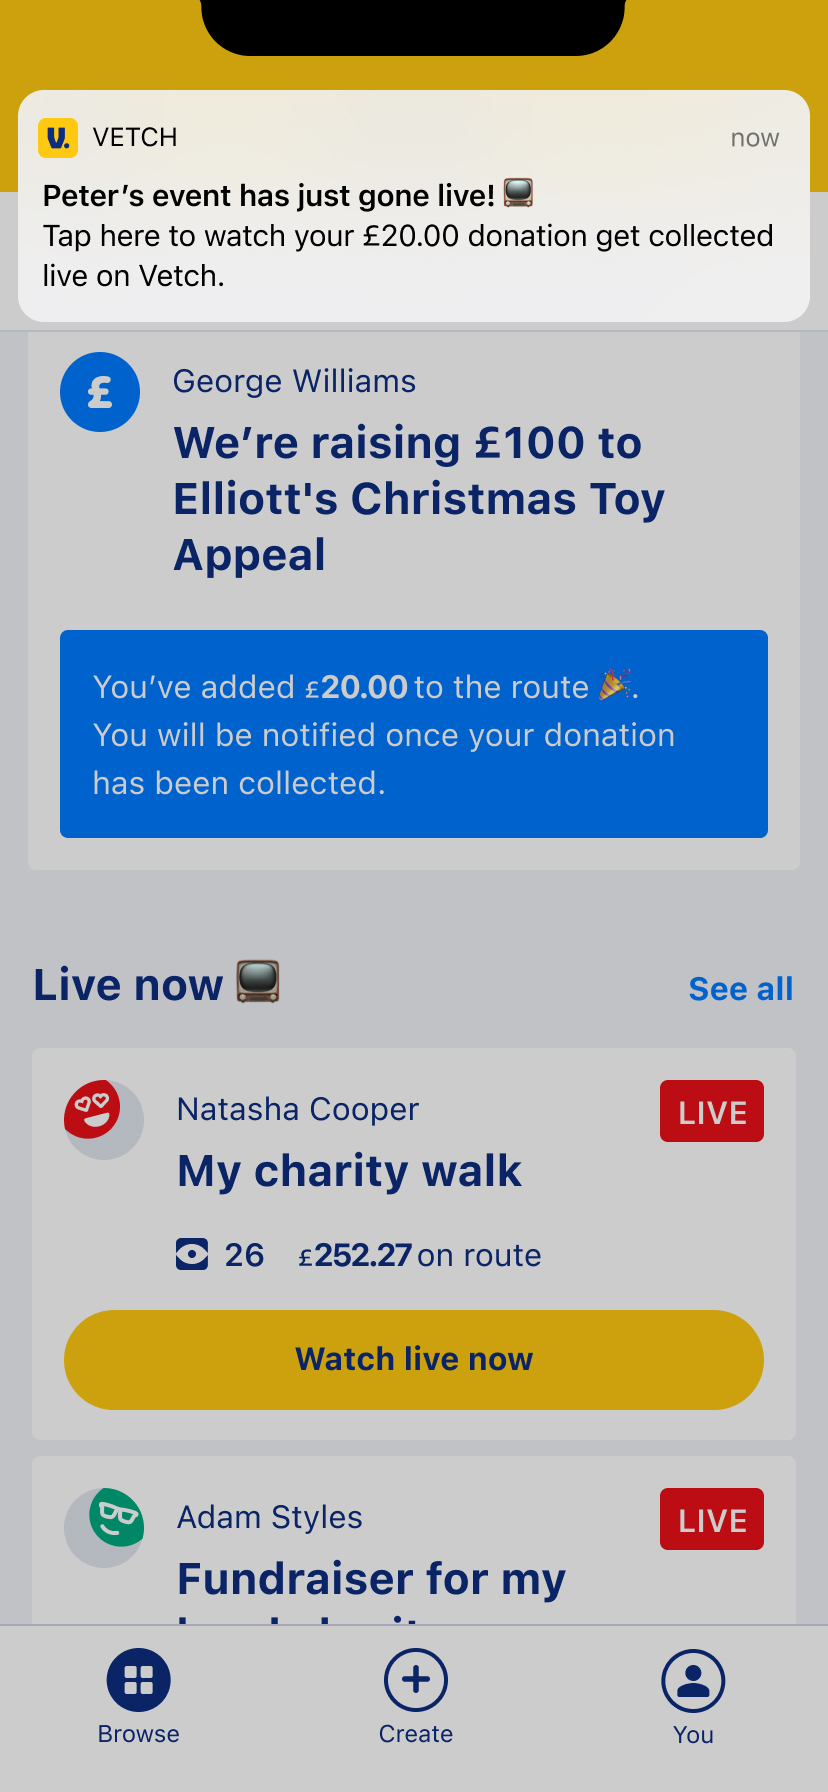 V.
VETCH
now
Peter’s event has just gone live! 📺
Tap here to watch your £20.00 donation get collected
live on Vetch.
£
George Williams
We’re raising £100 to
Elliott's Christmas Toy
Appeal
You’ve added £20.00 to the route 🎉.
You will be notified once your donation
has been collected.
Live now 📺
See all
Natasha Cooper
LIVE
My charity walk
26 £252.27 on route
Watch live now
Adam Styles
LIVE
Fundraiser for my
Browse
Create
You